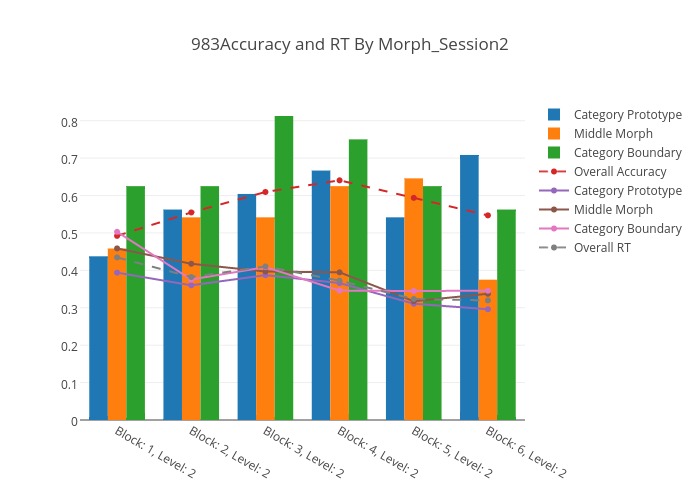 983Accuracy and RT By Morph_Session2
0.8
0.7
0.6
0.5
0.4
0.3
0.2
0.1
0
Block: 1, Level: 2
Block: 2, Level: 2
Block: 3, Level: 2
Block: 4, Level: 2
Block: 5, Level: 2
Block: 6, Level: 2
Category Prototype
Middle Morph
Category Boundary
Overall Accuracy
Category Prototype
Middle Morph
Category Boundary
Overall RT